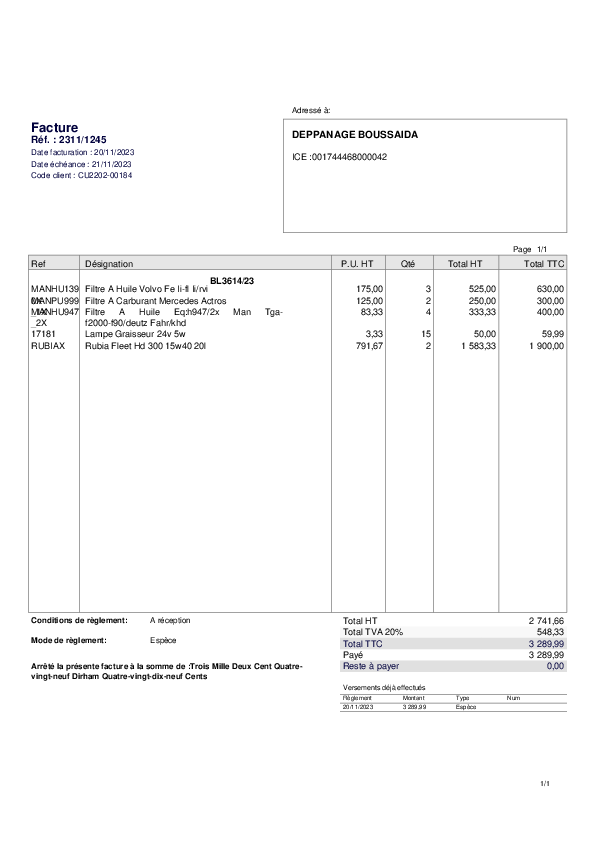 Adressé à:
Facture
Réf. : 2311/1245
Date facturation : 20/11/2023
Date échéance : 21/11/2023
Code client : CU2202-00184
DEPPANAGE BOUSSAIDA
ICE :001744468000042
Page 1/1
Ref Désignation P.U. HT Qté Total HT Total TTC
BL3614/23
MANHU139 Filtre A Huile Volvo Fe li-fl li/rvi 175,00 3 525,00 630,00
MANPU999 Filtre A Carburant Mercedes Actros 125,00 2 250,00 300,00
MANHU947 Filtre A Huile Eq:h947/2x Man Tga- 83,33 4 333,33 400,00
_2X f2000-f90/deutz Fahr/khd
17181 Lampe Graisseur 24v 5w 3,33 15 50,00 59,99
RUBIAX Rubia Fleet Hd 300 15w40 20l 791,67 2 1 583,33 1 900,00
Conditions de règlement: A réception
Mode de règlement: Espèce
Arrêté la présente facture à la somme de :Trois Mille Deux Cent Quatre-
vingt-neuf Dirham Quatre-vingt-dix-neuf Cents
Total HT 2 741,66
Total TVA 20% 548,33
Total TTC 3 289,99
Payé 3 289,99
Reste à payer 0,00
Versements déjà effectués
Règlement Montant Type Num
20/11/2023 3 289,99 Espèce
1/1